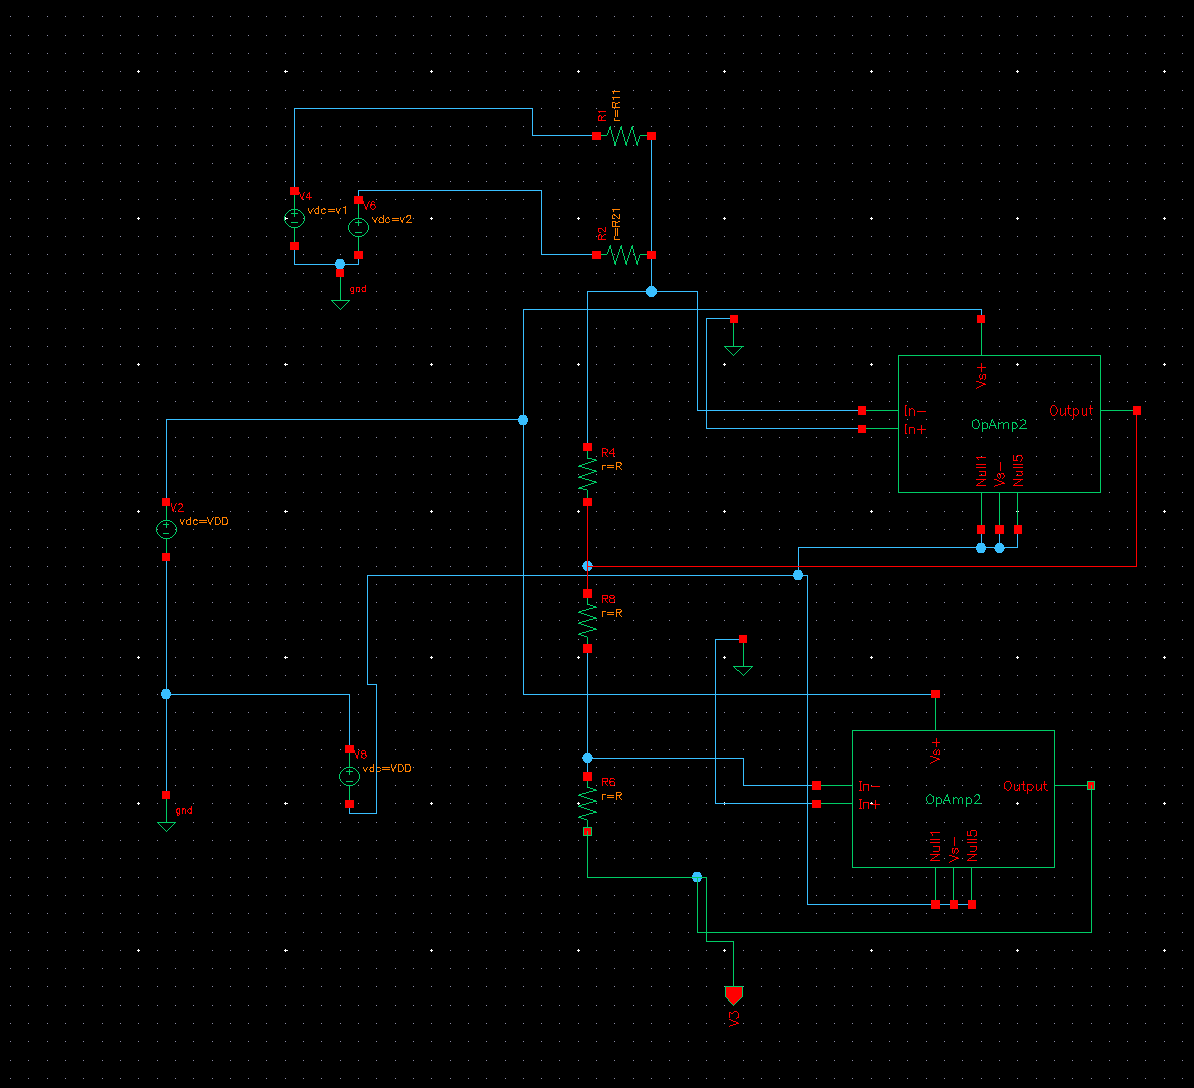 R1
r=R11
V4
vdc=v1
V6
vdc=v2
R2
r=R21
gnd
Vs+
In-
In+
OpAmp2
Output
Null1
Vs-
Null5
R4
r=R
V2
vdc=VDD
R8
r=R
V8
vdc=VDD
Vs+
R6
r=R
In-
In+
OpAmp2
Output
gnd
Null1
Vs-
Null5
V3